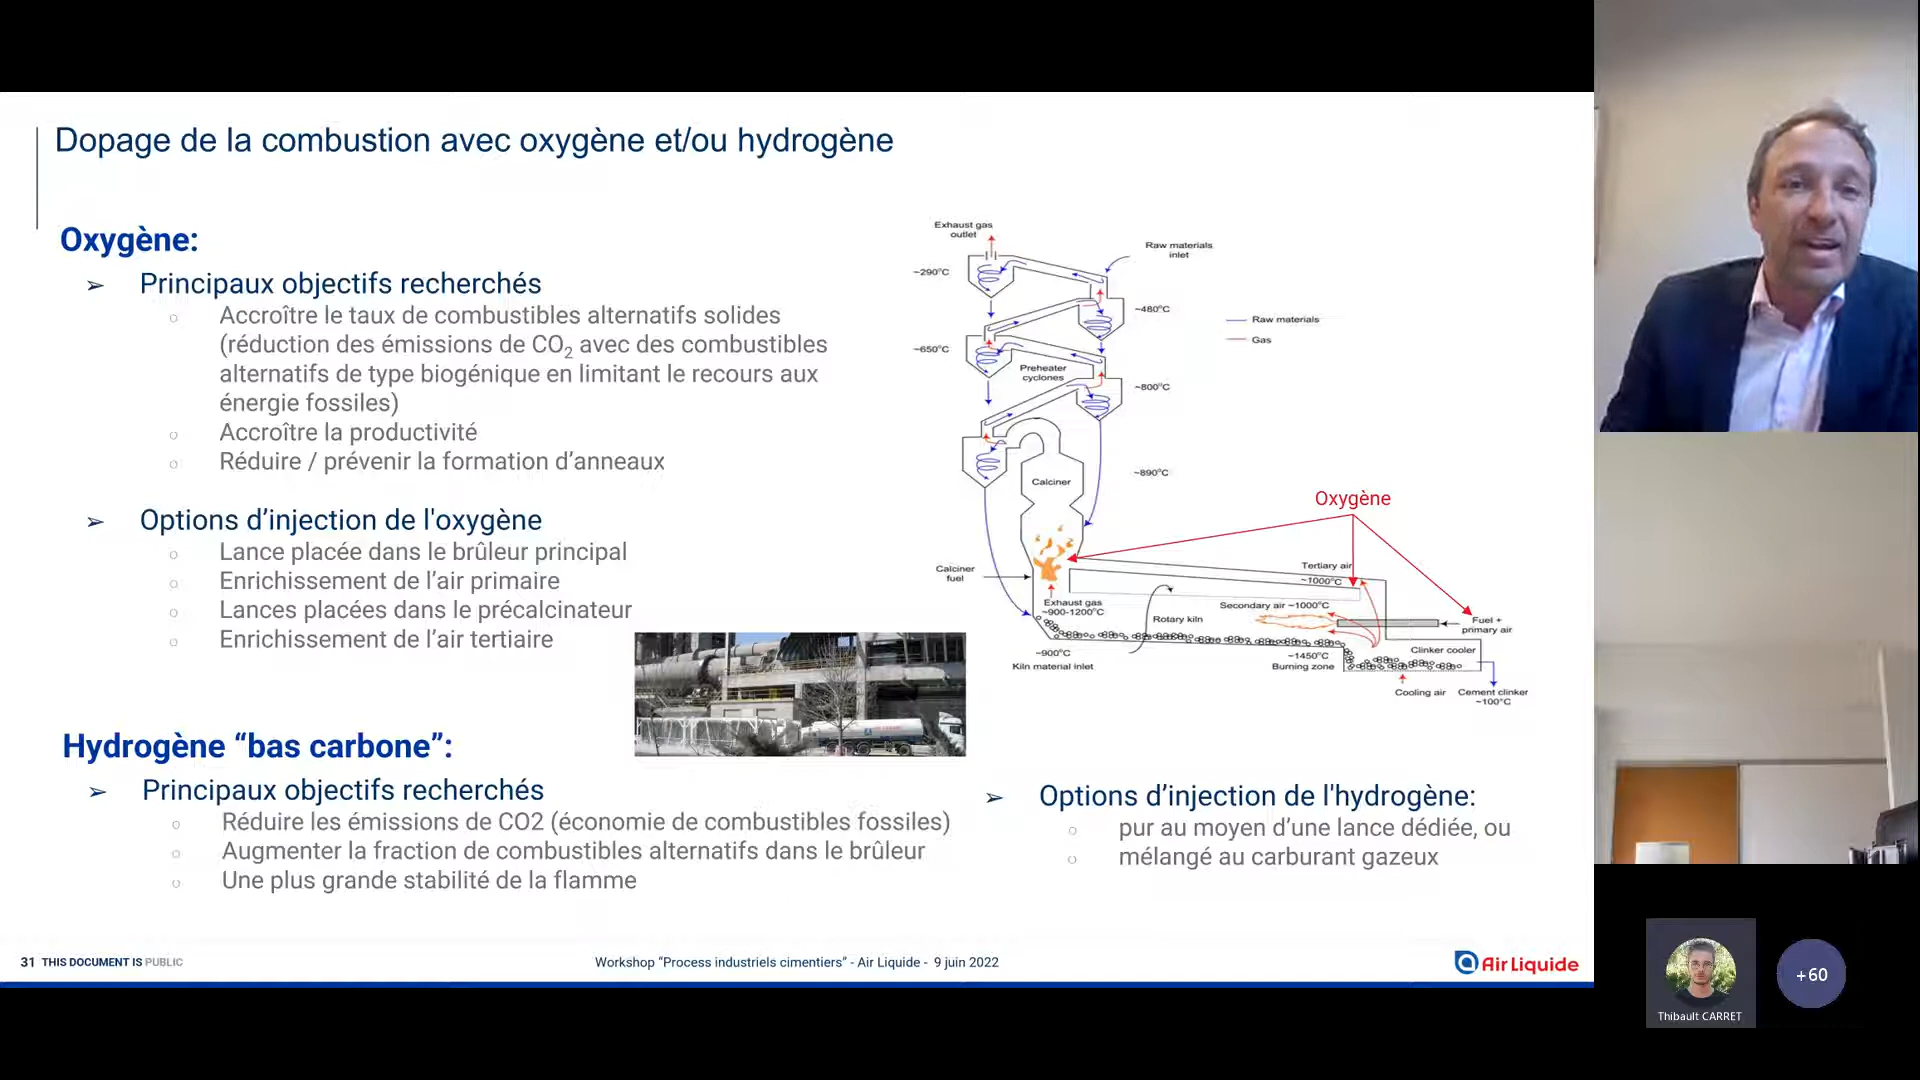 Dopage de la combustion avec oxygène et/ou hydrogène
Oxygène:
➢ Principaux objectifs recherchés
○ Accroître le taux de combustibles alternatifs solides
(réduction des émissions de CO2 avec des combustibles
alternatifs de type biogénique en limitant le recours aux
énergie fossiles)
○ Accroître la productivité
○ Réduire / prévenir la formation d’anneaux
➢ Options d’injection de l'oxygène
○ Lance placée dans le brûleur principal
○ Enrichissement de l’air primaire
○ Lances placées dans le précalcinateur
○ Enrichissement de l’air tertiaire
Exhaust gas
outlet
Raw materials
inlet
~290°C
~480°C
Raw materials
Gas
~650°C
Preheater
cyclones
~800°C
~890°C
Calciner
Oxygène
Calciner
fuel
Tertiary air
~1000°C
Exhaust gas
~900-1200°C
Secondary air ~1000°C
Rotary kiln
Fuel +
primary air
~900°C
Kiln material inlet
~1450°C
Burning zone
Clinker cooler
Cooling air
Cement clinker
~100°C
Hydrogène “bas carbone”:
➢ Principaux objectifs recherchés
○ Réduire les émissions de CO2 (économie de combustibles fossiles)
○ Augmenter la fraction de combustibles alternatifs dans le brûleur
○ Une plus grande stabilité de la flamme
➢ Options d’injection de l'hydrogène:
○ pur au moyen d’une lance dédiée, ou
○ mélangé au carburant gazeux
31 THIS DOCUMENT IS PUBLIC
Workshop “Process industriels cimentiers” - Air Liquide - 9 juin 2022
Air Liquide
Thibault CARRET
+60